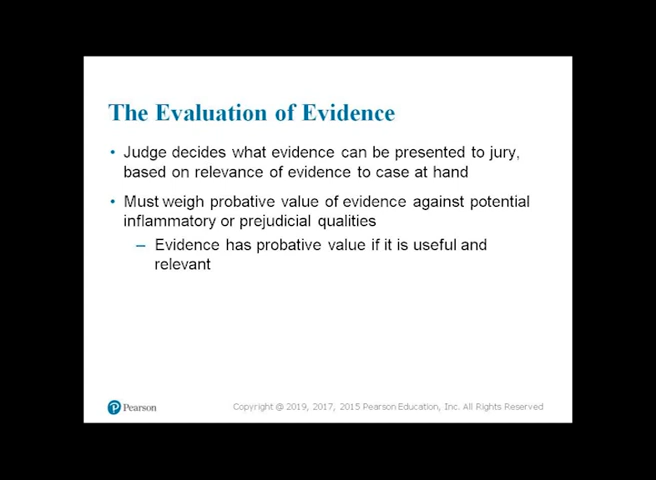 The Evaluation of Evidence
• Judge decides what evidence can be presented to jury,
based on relevance of evidence to case at hand
• Must weigh probative value of evidence against potential
inflammatory or prejudicial qualities
– Evidence has probative value if it is useful and
relevant
Pearson
Copyright @ 2019, 2017, 2015 Pearson Education, Inc. All Rights Reserved